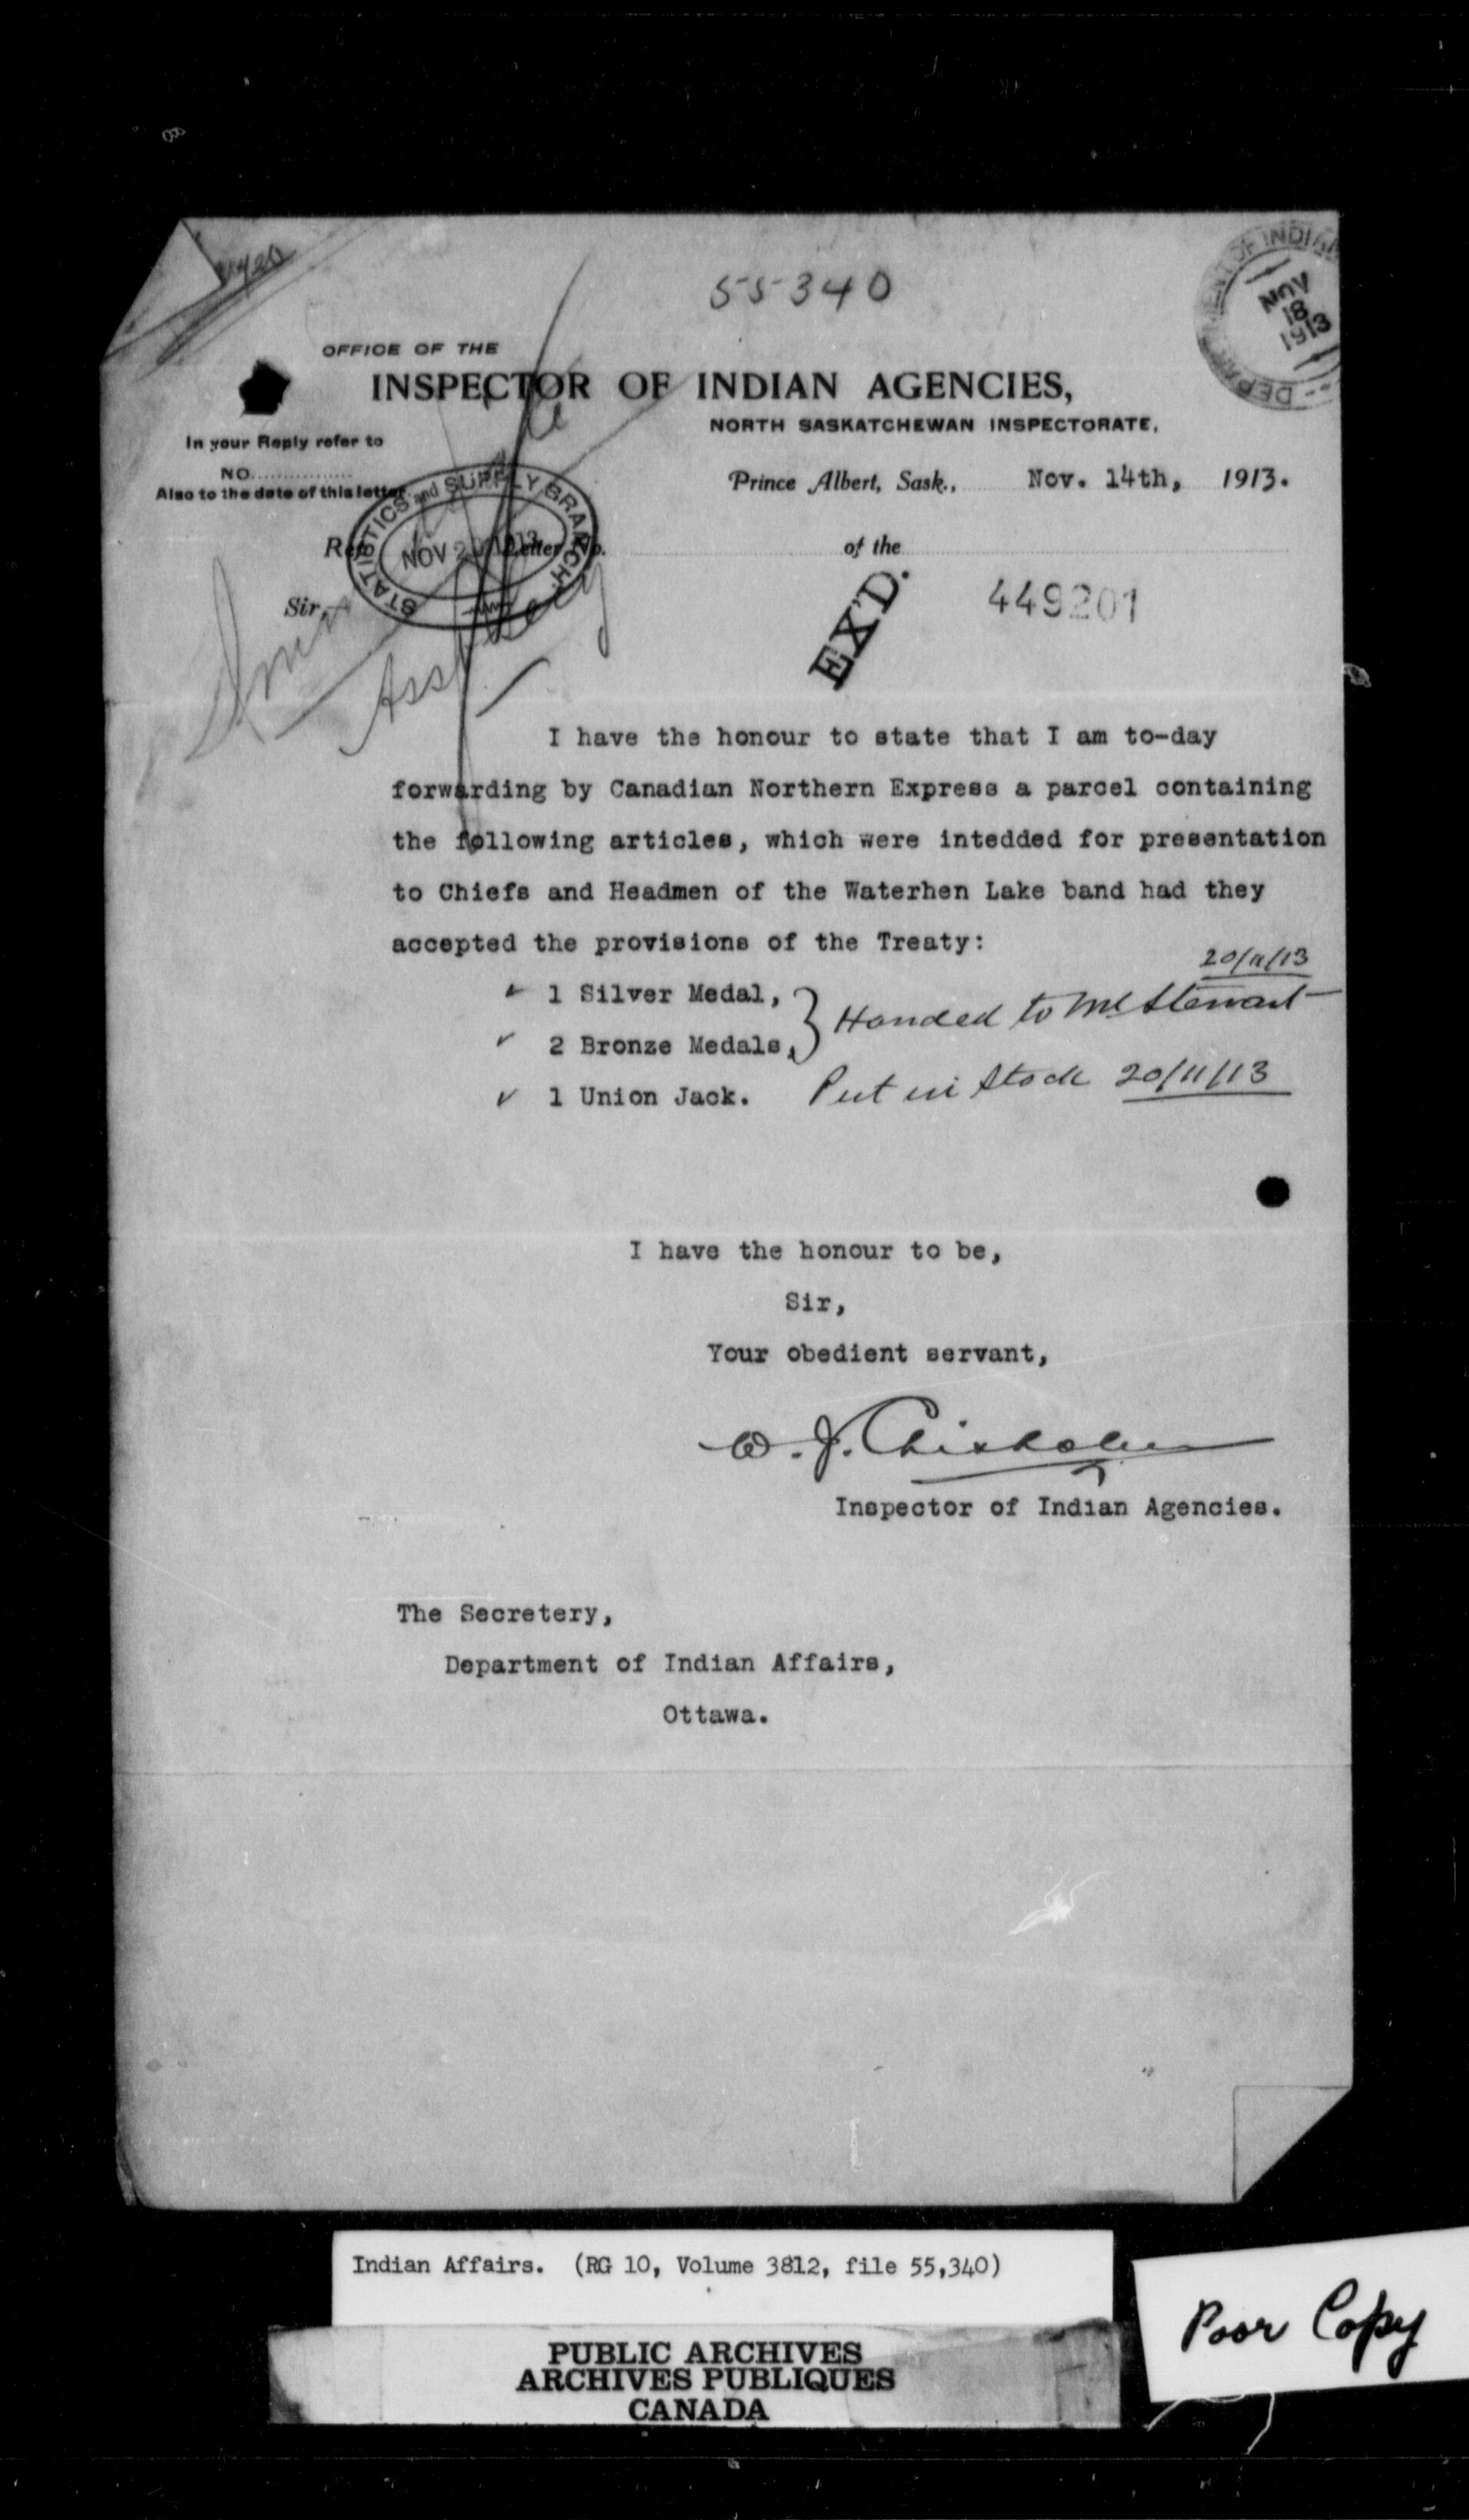 55340
DEPARTMENT OF INDIAN
NOV
18
1913
OFFICE OF THE
INSPECTOR OF INDIAN AGENCIES,
NORTH SASKATCHEWAN INSPECTORATE,
In your Reply refer to
NO................
Also to the date of this letter
Prince Albert, Sask., Nov. 14th, 1913.
STATISTICS and SUPPLY BRANCH
NOV 20 1913
Re Letter No. of the
EX'D.
449201
Sir,
I have the honour to state that I am to-day
forwarding by Canadian Northern Express a parcel containing
the following articles, which were intedded for presentation
to Chiefs and Headmen of the Waterhen Lake band had they
accepted the provisions of the Treaty:
20/11/13
✓ 1 Silver Medal,
} Handed to Mr Stewart
✓ 2 Bronze Medals,
✓ 1 Union Jack. Put in Stock 20/11/13
I have the honour to be,
Sir,
Your obedient servant,
W. J. Chisholm
Inspector of Indian Agencies.
The Secretery,
Department of Indian Affairs,
Ottawa.
Indian Affairs. (RG 10, Volume 3812, file 55,340)
PUBLIC ARCHIVES
ARCHIVES PUBLIQUES
CANADA
Poor Copy